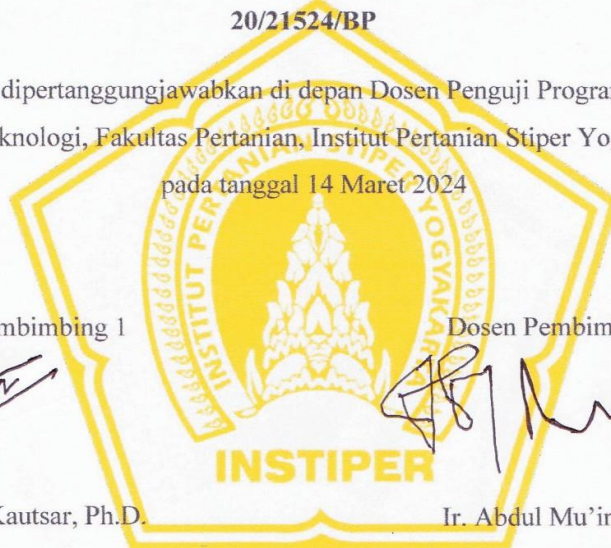 20/21524/BP
dipertanggungjawabkan di depan Dosen Penguji Progra
knologi, Fakultas Pertanian, Institut Pertanian Stiper Yo
pada tanggal 14 Maret 2024
INSTITUT PERTANIAN STIPER YOGYAKARTA
mbimbing 1 Dosen Pembim
INSTIPER
Kautsar, Ph.D. Ir. Abdul Mu'in